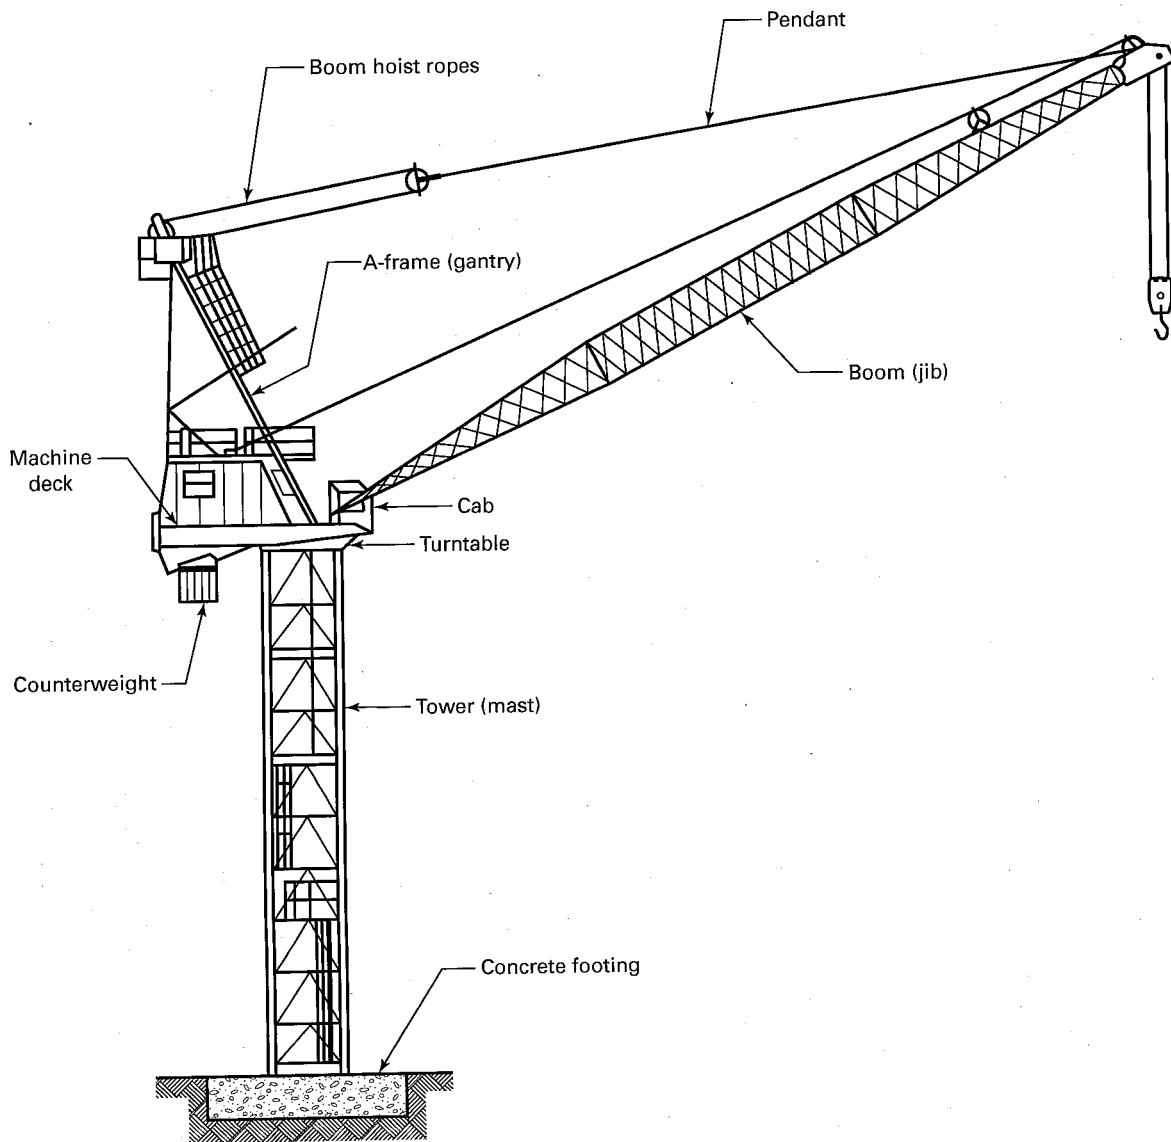 Pendant
Boom hoist ropes
A-frame (gantry)
Boom (jib)
Machine
deck
Cab
Turntable
Counterweight
Tower (mast)
Concrete footing